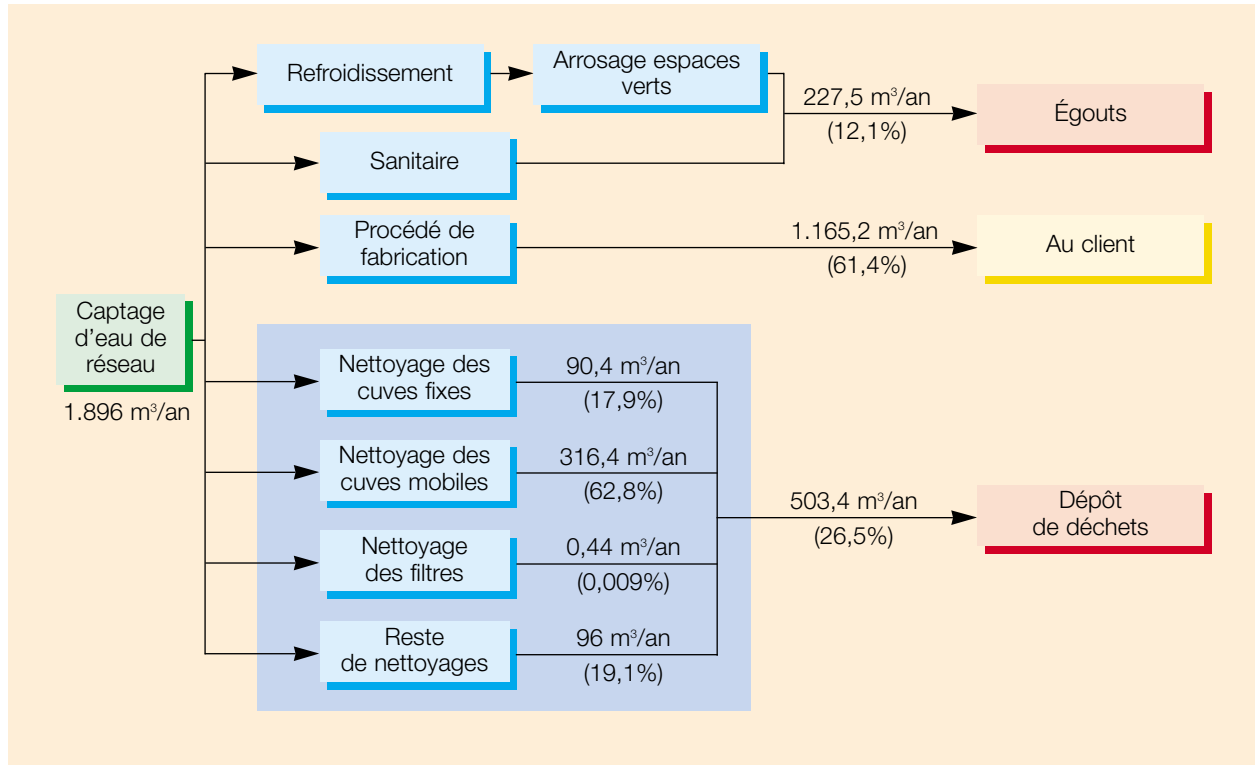 Refroidissement
Arrosage espaces
verts
227,5 m³/an
(12,1%)
Égouts
Sanitaire
Procédé de
fabrication
1.165,2 m³/an
(61,4%)
Au client
Captage
d'eau de
réseau
1.896 m³/an
Nettoyage des
cuves fixes
90,4 m³/an
(17,9%)
Nettoyage des
cuves mobiles
316,4 m³/an
(62,8%)
Nettoyage
des filtres
0,44 m³/an
(0,009%)
Reste
de nettoyages
96 m³/an
(19,1%)
503,4 m³/an
(26,5%)
Dépôt
de déchets